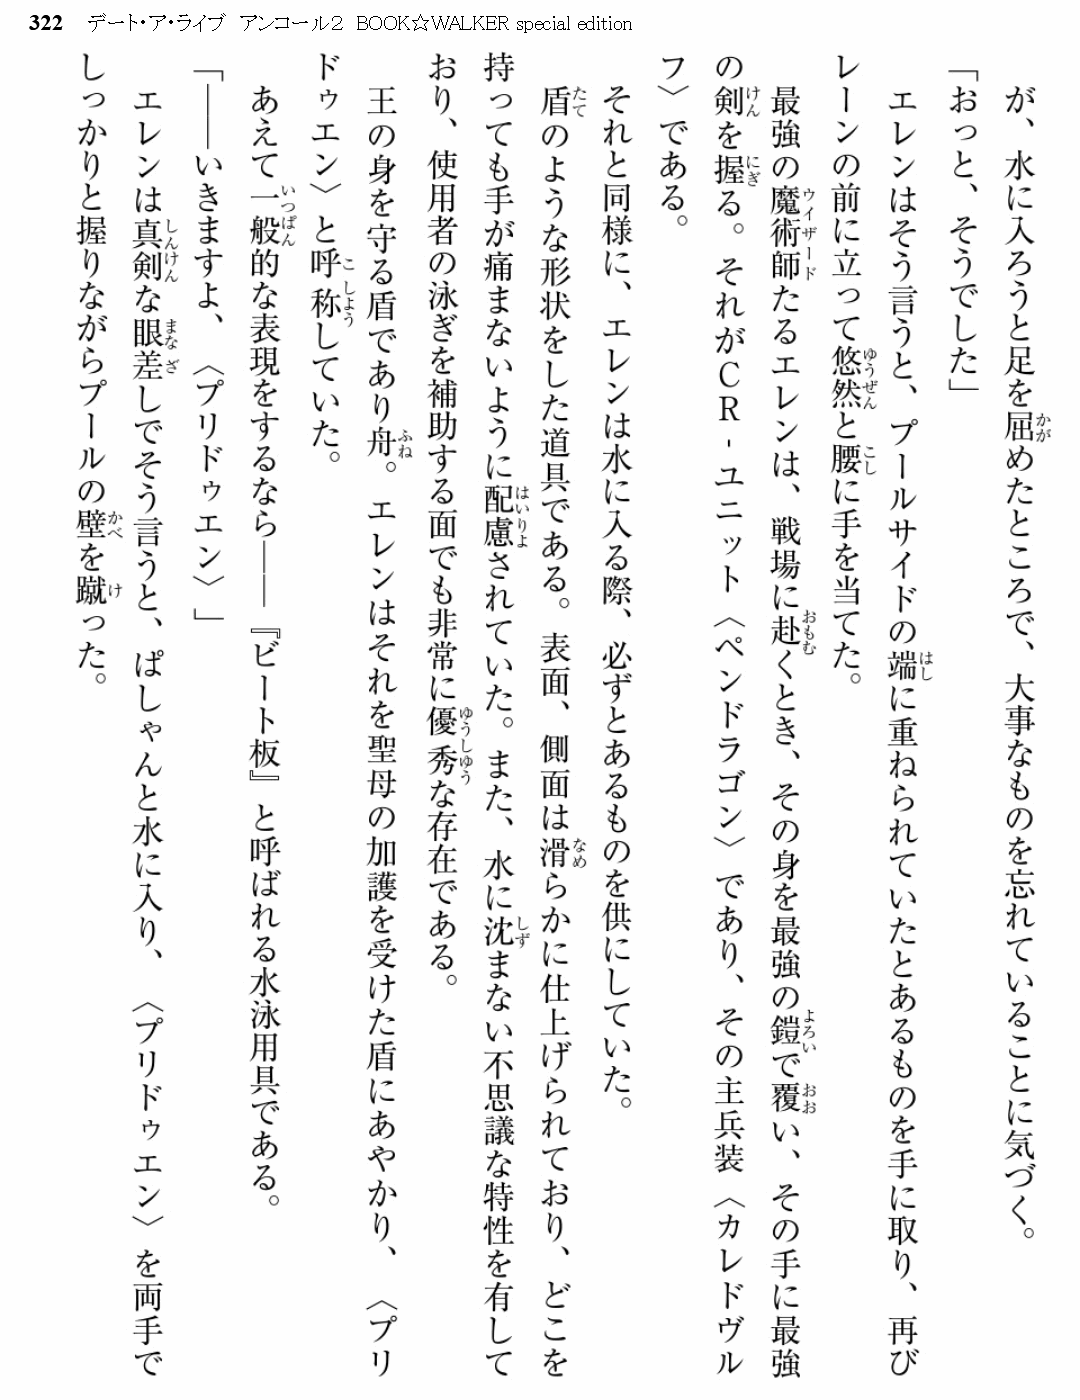 322 デート・ア・ライブ アンコール2 BOOK☆WALKER special edition
が、水に入ろうと足を屈めたところで、大事なものを忘れていることに気づく。
「おっと、そうでした」
エレンはそう言うと、プールサイドの端に重ねられていたとあるものを手に取り、再び
レーンの前に立って悠然と腰に手を当てた。
最強の魔術師たるエレンは、戦場に赴くとき、その身を最強の鎧で覆い、その手に最強
の剣を握る。それがCR-ユニット〈ペンドラゴン〉であり、その主兵装〈カレドヴル
フ〉である。
それと同様に、エレンは水に入る際、必ずとあるものを供にしていた。
盾のような形状をした道具である。表面、側面は滑らかに仕上げられており、どこを
持っても手が痛まないように配慮されていた。また、水に沈まない不思議な特性を有して
おり、使用者の泳ぎを補助する面でも非常に優秀な存在である。
王の身を守る盾であり舟。エレンはそれを聖母の加護を受けた盾にあやかり、〈プリ
ドゥエン〉と呼称していた。
あえて一般的な表現をするなら――『ビート板』と呼ばれる水泳用具である。
「――いきますよ、〈プリドゥエン〉」
エレンは真剣な眼差しでそう言うと、ぱしゃんと水に入り、〈プリドゥエン〉を両手で
しっかりと握りながらプールの壁を蹴った。